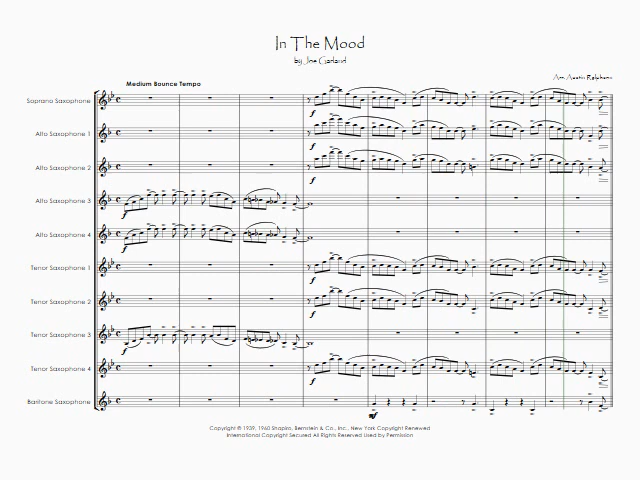 In The Mood
by Joe Garland
Arr. Austin Ralphson
Medium Bounce Tempo
Soprano Saxophone
Alto Saxophone 1
Alto Saxophone 2
Alto Saxophone 3
Alto Saxophone 4
Tenor Saxophone 1
Tenor Saxophone 2
Tenor Saxophone 3
Tenor Saxophone 4
Baritone Saxophone
Copyright © 1939, 1960 Shapiro, Bernstein & Co., Inc., New York Copyright Renewed
International Copyright Secured All Rights Reserved Used by Permission